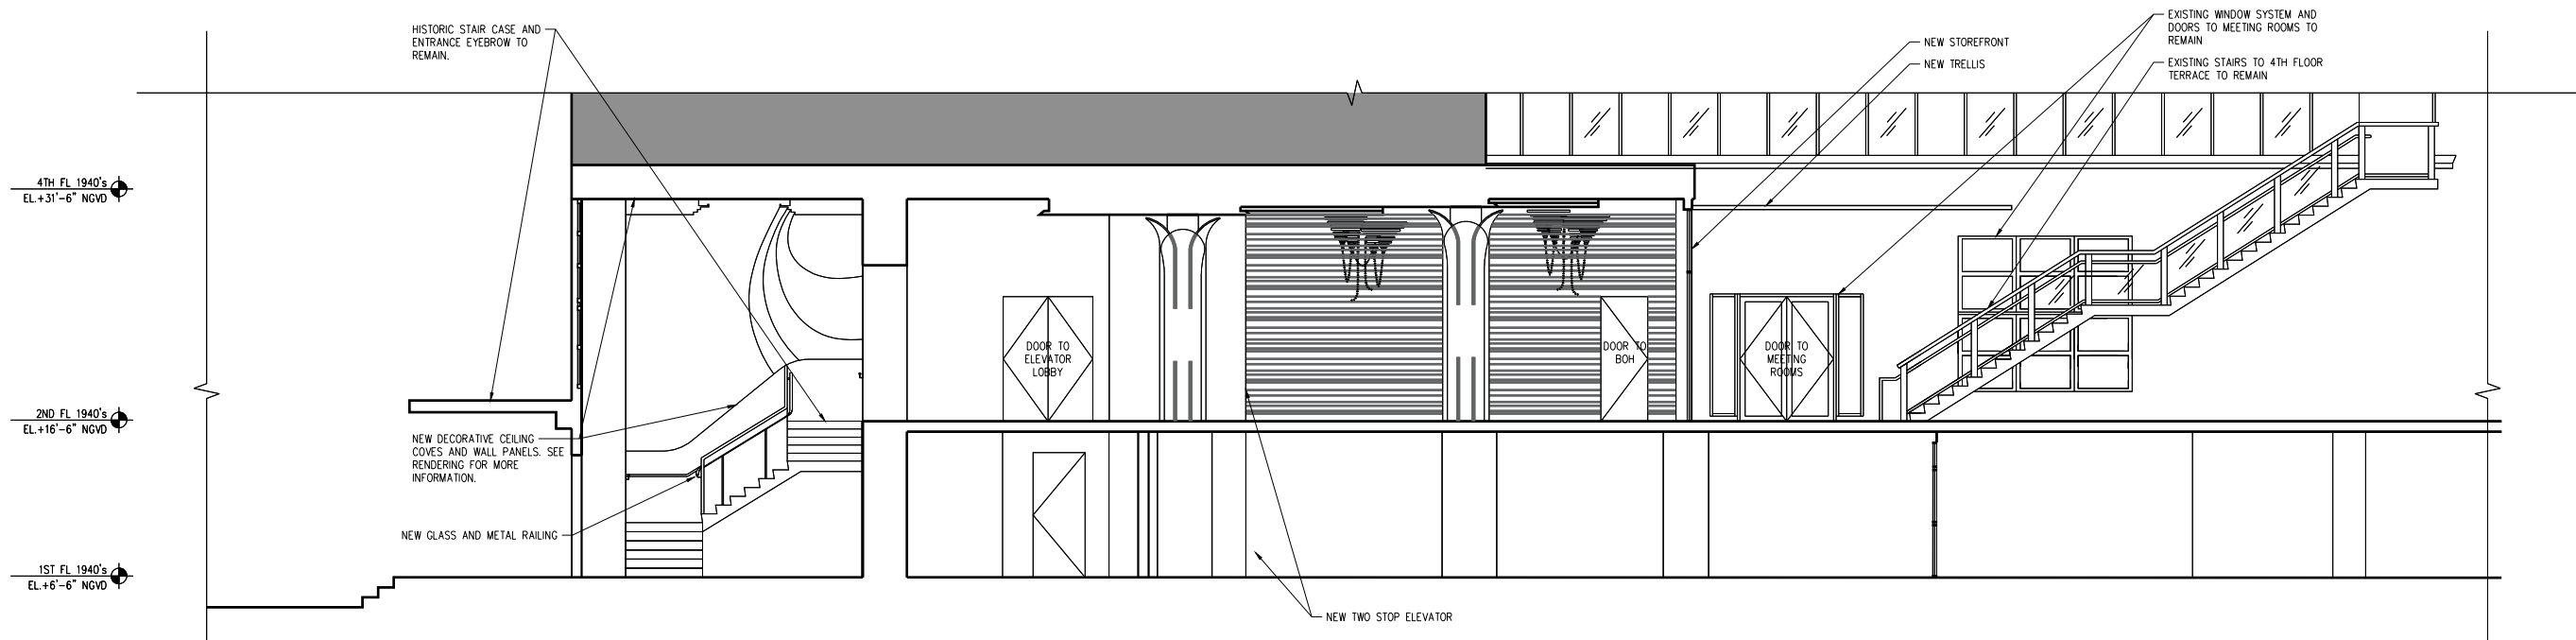 HISTORIC STAIR CASE AND
ENTRANCE EYEBROW TO
REMAIN.
NEW STOREFRONT
NEW TRELLIS
EXISTING WINDOW SYSTEM AND
DOORS TO MEETING ROOMS TO
REMAIN
EXISTING STAIRS TO 4TH FLOOR
TERRACE TO REMAIN
4TH FL 1940's
EL.+31'-6" NGVD
DOOR TO
ELEVATOR
LOBBY
DOOR TO
BOH
DOOR TO
MEETING
ROOMS
2ND FL 1940's
EL.+16'-6" NGVD
NEW DECORATIVE CEILING
COVES AND WALL PANELS. SEE
RENDERING FOR MORE
INFORMATION.
NEW GLASS AND METAL RAILING
1ST FL 1940's
EL.+6'-6" NGVD
NEW TWO STOP ELEVATOR